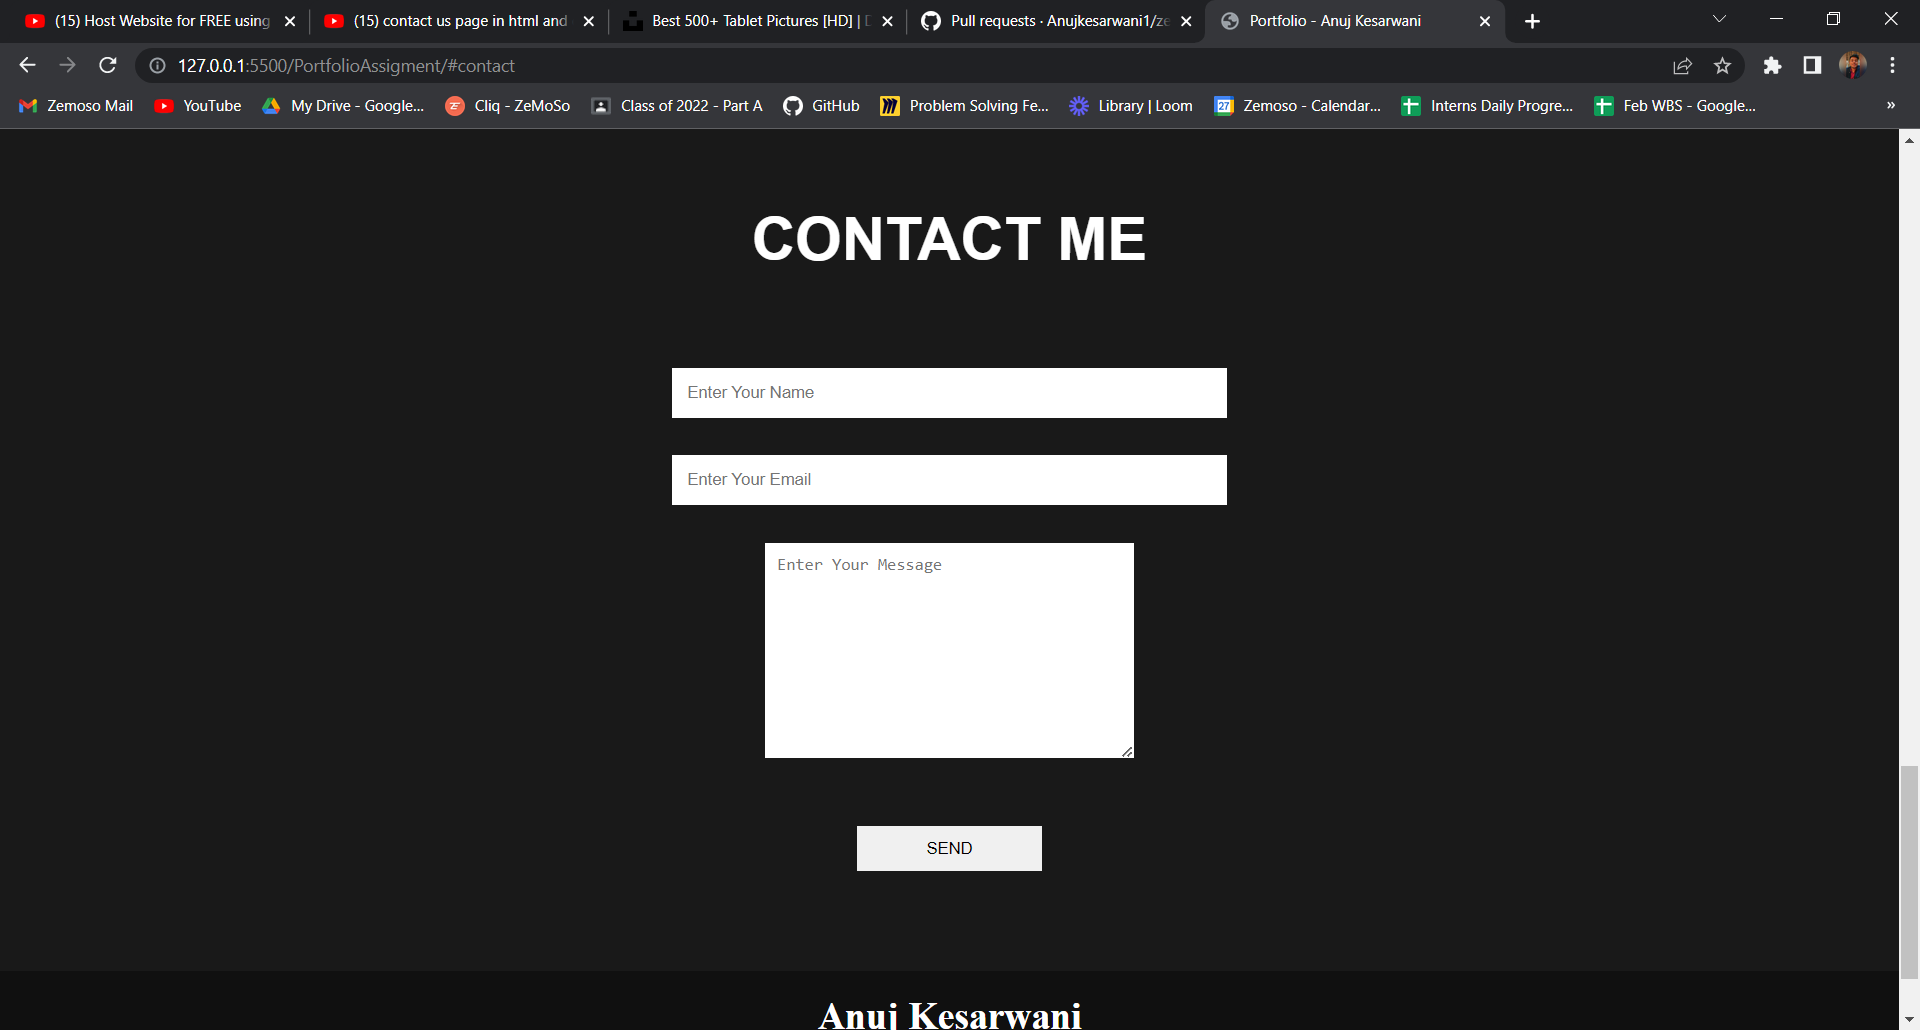 (15) Host Website for FREE using
(15) contact us page in html and
Best 500+ Tablet Pictures [HD] |
Pull requests · Anujkesarwani1/ze
Portfolio - Anuj Kesarwani
127.0.0.1:5500/PortfolioAssigment/#contact
Zemoso Mail
YouTube
My Drive - Google...
Cliq - ZeMoSo
Class of 2022 - Part A
GitHub
Problem Solving Fe...
Library | Loom
27
Zemoso - Calendar...
Interns Daily Progre...
Feb WBS - Google...
»
CONTACT ME
Enter Your Name
Enter Your Email
Enter Your Message
SEND
Anuj Kesarwani